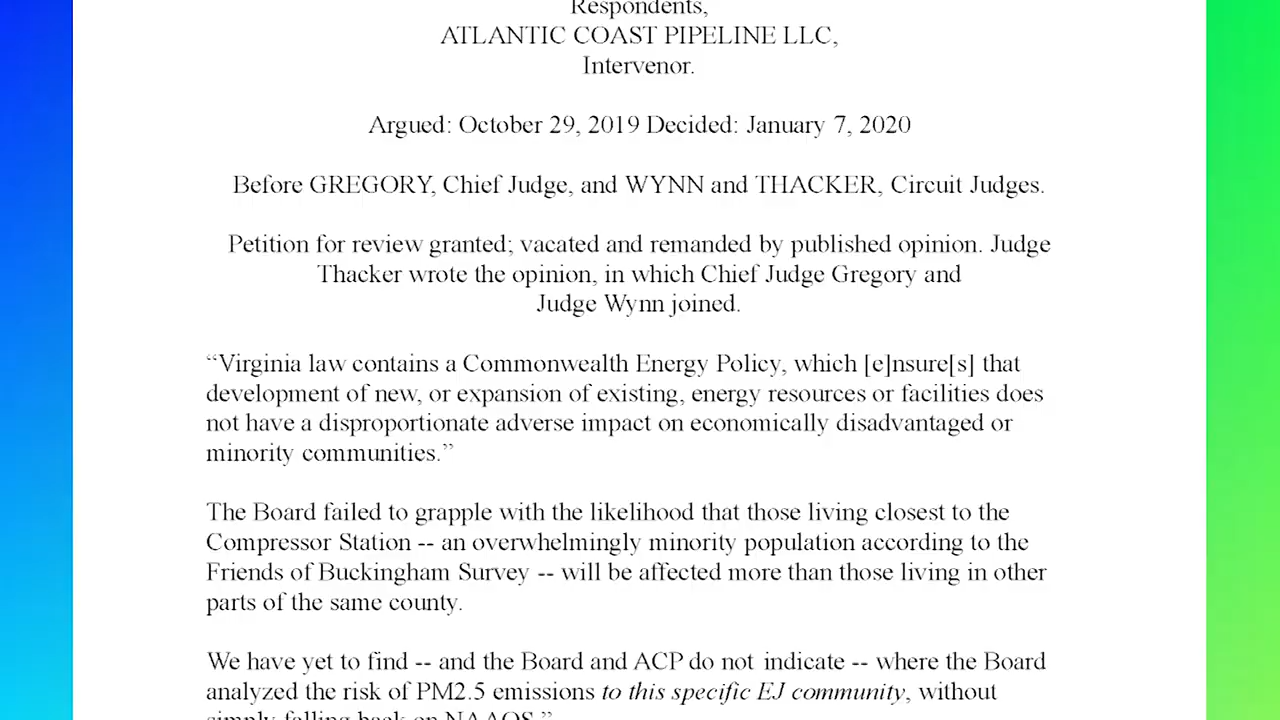 Respondents,
ATLANTIC COAST PIPELINE LLC,
Intervenor.
Argued: October 29, 2019 Decided: January 7, 2020
Before GREGORY, Chief Judge, and WYNN and THACKER, Circuit Judges.
Petition for review granted; vacated and remanded by published opinion. Judge
Thacker wrote the opinion, in which Chief Judge Gregory and
Judge Wynn joined.
“Virginia law contains a Commonwealth Energy Policy, which [e]nsure[s] that
development of new, or expansion of existing, energy resources or facilities does
not have a disproportionate adverse impact on economically disadvantaged or
minority communities.”
The Board failed to grapple with the likelihood that those living closest to the
Compressor Station -- an overwhelmingly minority population according to the
Friends of Buckingham Survey -- will be affected more than those living in other
parts of the same county.
We have yet to find -- and the Board and ACP do not indicate -- where the Board
analyzed the risk of PM2.5 emissions to this specific EJ community, without
simply falling back on NAAQS.”